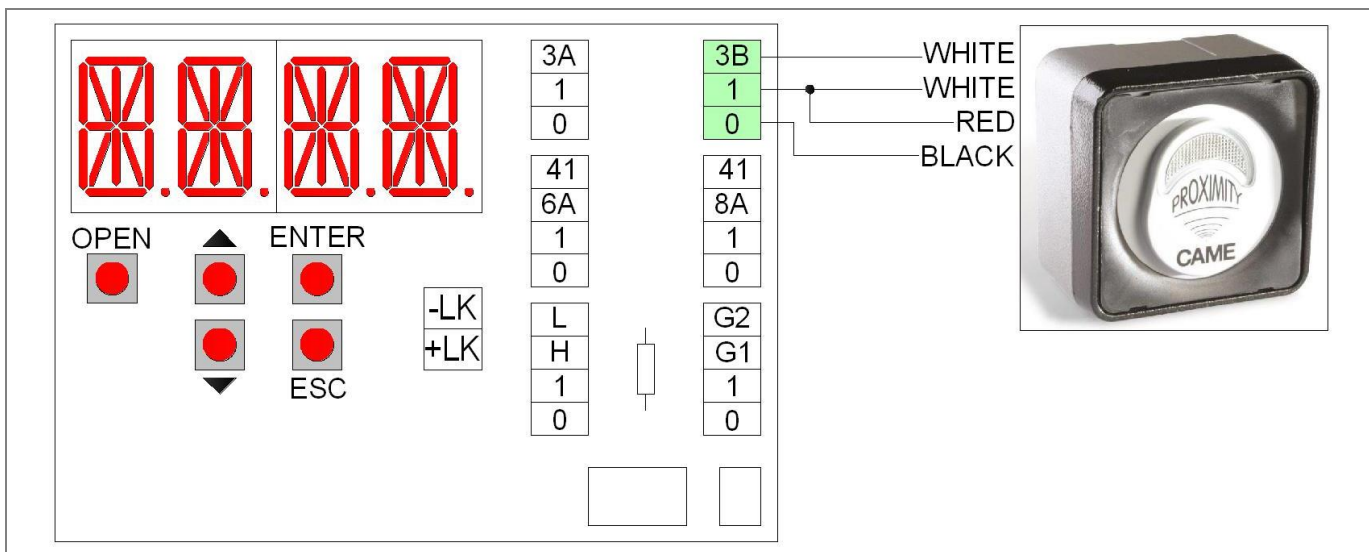 3A
1
0
3B
1
0
WHITE
WHITE
RED
BLACK
41
6A
1
0
41
8A
1
0
OPEN
ENTER
ESC
-LK
+LK
L
H
1
0
G2
G1
1
0
PROXIMITY
CAME